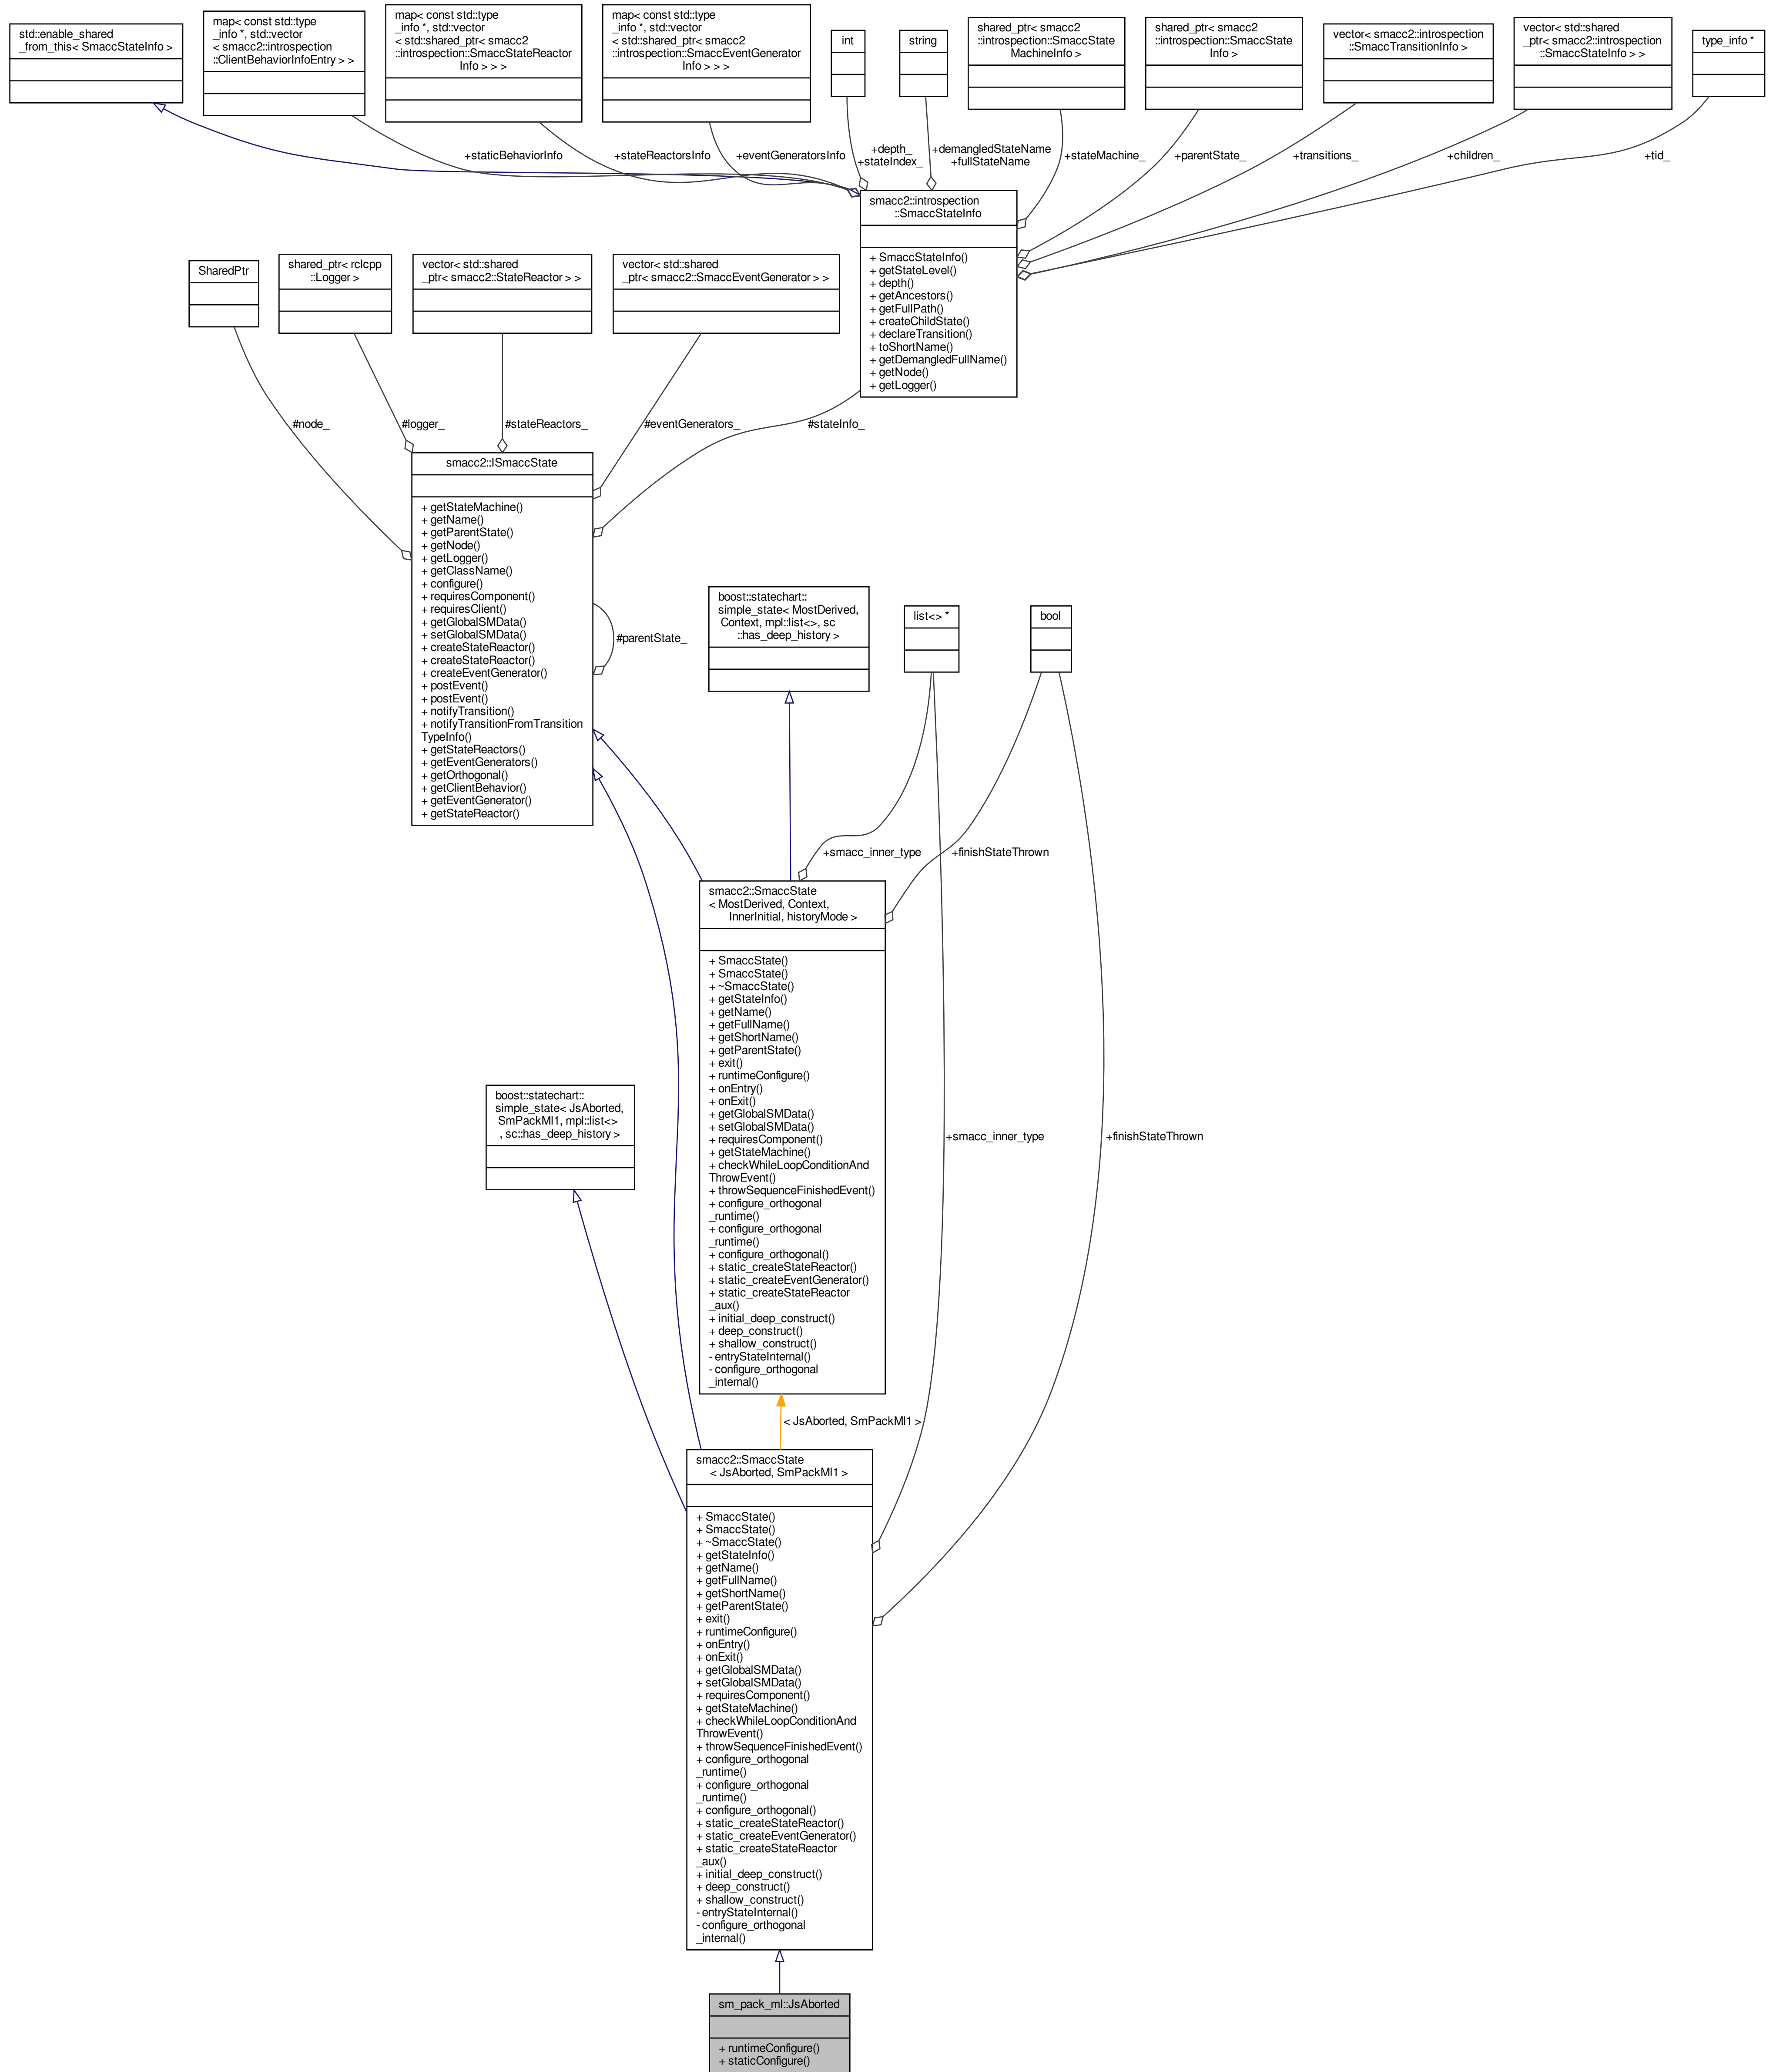 std::enable_shared
_from_this< SmaccStateInfo >
map< const std::type
_info *, std::vector
< smacc2::introspection
::ClientBehaviorInfoEntry > >
map< const std::type
_info *, std::vector
< std::shared_ptr< smacc2
::introspection::SmaccStateReactor
Info > > >
map< const std::type
_info *, std::vector
< std::shared_ptr< smacc2
::introspection::SmaccEventGenerator
Info > > >
int
string
shared_ptr< smacc2
::introspection::SmaccState
MachineInfo >
shared_ptr< smacc2
::introspection::SmaccState
Info >
vector< smacc2::introspection
::SmaccTransitionInfo >
vector< std::shared
_ptr< smacc2::introspection
::SmaccStateInfo > >
type_info *
+staticBehaviorInfo
+stateReactorsInfo
+eventGeneratorsInfo
+depth_
+stateIndex_
+demangledStateName
+fullStateName
+stateMachine_
+parentState_
+transitions_
+children_
+tid_
smacc2::introspection
::SmaccStateInfo
+ SmaccStateInfo()
+ getStateLevel()
+ depth()
+ getAncestors()
+ getFullPath()
+ createChildState()
+ declareTransition()
+ toShortName()
+ getDemangledFullName()
+ getNode()
+ getLogger()
SharedPtr
shared_ptr< rclcpp
::Logger >
vector< std::shared
_ptr< smacc2::StateReactor > >
vector< std::shared
_ptr< smacc2::SmaccEventGenerator > >
#node_
#logger_
#stateReactors_
#eventGenerators_
#stateInfo_
smacc2::ISmaccState
+ getStateMachine()
+ getName()
+ getParentState()
+ getNode()
+ getLogger()
+ getClassName()
+ configure()
+ requiresComponent()
+ requiresClient()
+ getGlobalSMData()
+ setGlobalSMData()
+ createStateReactor()
+ createStateReactor()
+ createEventGenerator()
+ postEvent()
+ postEvent()
+ notifyTransition()
+ notifyTransitionFromTransition
TypeInfo()
+ getStateReactors()
+ getEventGenerators()
+ getOrthogonal()
+ getClientBehavior()
+ getEventGenerator()
+ getStateReactor()
#parentState_
boost::statechart::
simple_state< MostDerived,
Context, mpl::list<>, sc
::has_deep_history >
list<> *
bool
+smacc_inner_type
+finishStateThrown
smacc2::SmaccState
< MostDerived, Context,
InnerInitial, historyMode >
+ SmaccState()
+ SmaccState()
+ ~SmaccState()
+ getStateInfo()
+ getName()
+ getFullName()
+ getShortName()
+ getParentState()
+ exit()
+ runtimeConfigure()
+ onEntry()
+ onExit()
+ getGlobalSMData()
+ setGlobalSMData()
+ requiresComponent()
+ getStateMachine()
+ checkWhileLoopConditionAnd
ThrowEvent()
+ throwSequenceFinishedEvent()
+ configure_orthogonal
_runtime()
+ configure_orthogonal
_runtime()
+ configure_orthogonal()
+ static_createStateReactor()
+ static_createEventGenerator()
+ static_createStateReactor
_aux()
+ initial_deep_construct()
+ deep_construct()
+ shallow_construct()
- entryStateInternal()
- configure_orthogonal
_internal()
boost::statechart::
simple_state< JsAborted,
SmPackMl1, mpl::list<>
, sc::has_deep_history >
+smacc_inner_type
+finishStateThrown
< JsAborted, SmPackMl1 >
smacc2::SmaccState
< JsAborted, SmPackMl1 >
+ SmaccState()
+ SmaccState()
+ ~SmaccState()
+ getStateInfo()
+ getName()
+ getFullName()
+ getShortName()
+ getParentState()
+ exit()
+ runtimeConfigure()
+ onEntry()
+ onExit()
+ getGlobalSMData()
+ setGlobalSMData()
+ requiresComponent()
+ getStateMachine()
+ checkWhileLoopConditionAnd
ThrowEvent()
+ throwSequenceFinishedEvent()
+ configure_orthogonal
_runtime()
+ configure_orthogonal
_runtime()
+ configure_orthogonal()
+ static_createStateReactor()
+ static_createEventGenerator()
+ static_createStateReactor
_aux()
+ initial_deep_construct()
+ deep_construct()
+ shallow_construct()
- entryStateInternal()
- configure_orthogonal
_internal()
sm_pack_ml::JsAborted
+ runtimeConfigure()
+ staticConfigure()